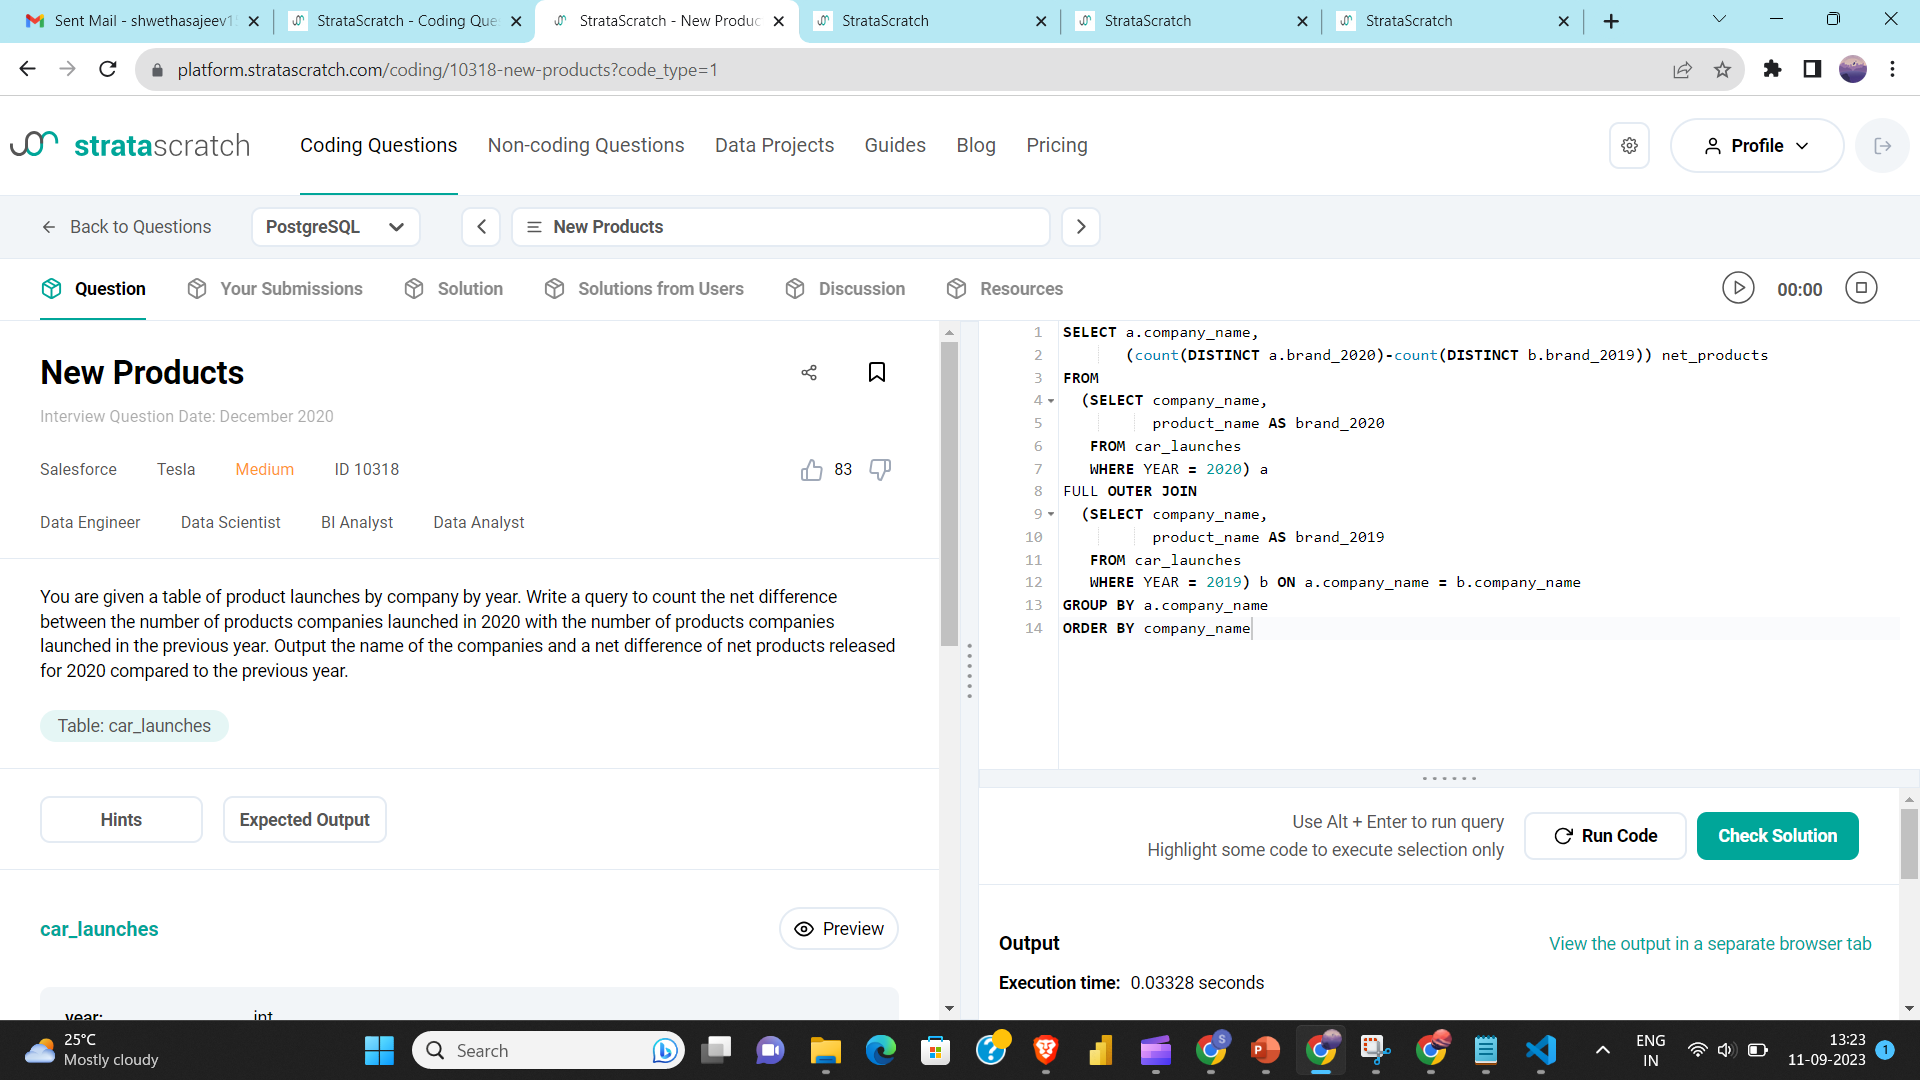 Sent Mail - shwethasajeev1
StrataScratch - Coding Que
StrataScratch - New Produc
StrataScratch
StrataScratch
StrataScratch
platform.stratascratch.com/coding/10318-new-products?code_type=1
stratascratch
Coding Questions
Non-coding Questions
Data Projects
Guides
Blog
Pricing
Profile
Back to Questions
PostgreSQL
New Products
Question
Your Submissions
Solution
Solutions from Users
Discussion
Resources
00:00
New Products
Interview Question Date: December 2020
Salesforce Tesla Medium ID 10318
83
Data Engineer Data Scientist BI Analyst Data Analyst
You are given a table of product launches by company by year. Write a query to count the net difference
between the number of products companies launched in 2020 with the number of products companies
launched in the previous year. Output the name of the companies and a net difference of net products released
for 2020 compared to the previous year.
Table: car_launches
Hints
Expected Output
car_launches
Preview
year: int
1 SELECT a.company_name,
2 (count(DISTINCT a.brand_2020)-count(DISTINCT b.brand_2019)) net_products
3 FROM
4 (SELECT company_name,
5 product_name AS brand_2020
6 FROM car_launches
7 WHERE YEAR = 2020) a
8 FULL OUTER JOIN
9 (SELECT company_name,
10 product_name AS brand_2019
11 FROM car_launches
12 WHERE YEAR = 2019) b ON a.company_name = b.company_name
13 GROUP BY a.company_name
14 ORDER BY company_name
Use Alt + Enter to run query
Highlight some code to execute selection only
Run Code
Check Solution
Output
View the output in a separate browser tab
Execution time: 0.03328 seconds
25°C
Mostly cloudy
Search
S
P
ENG
IN
13:23
11-09-2023
1